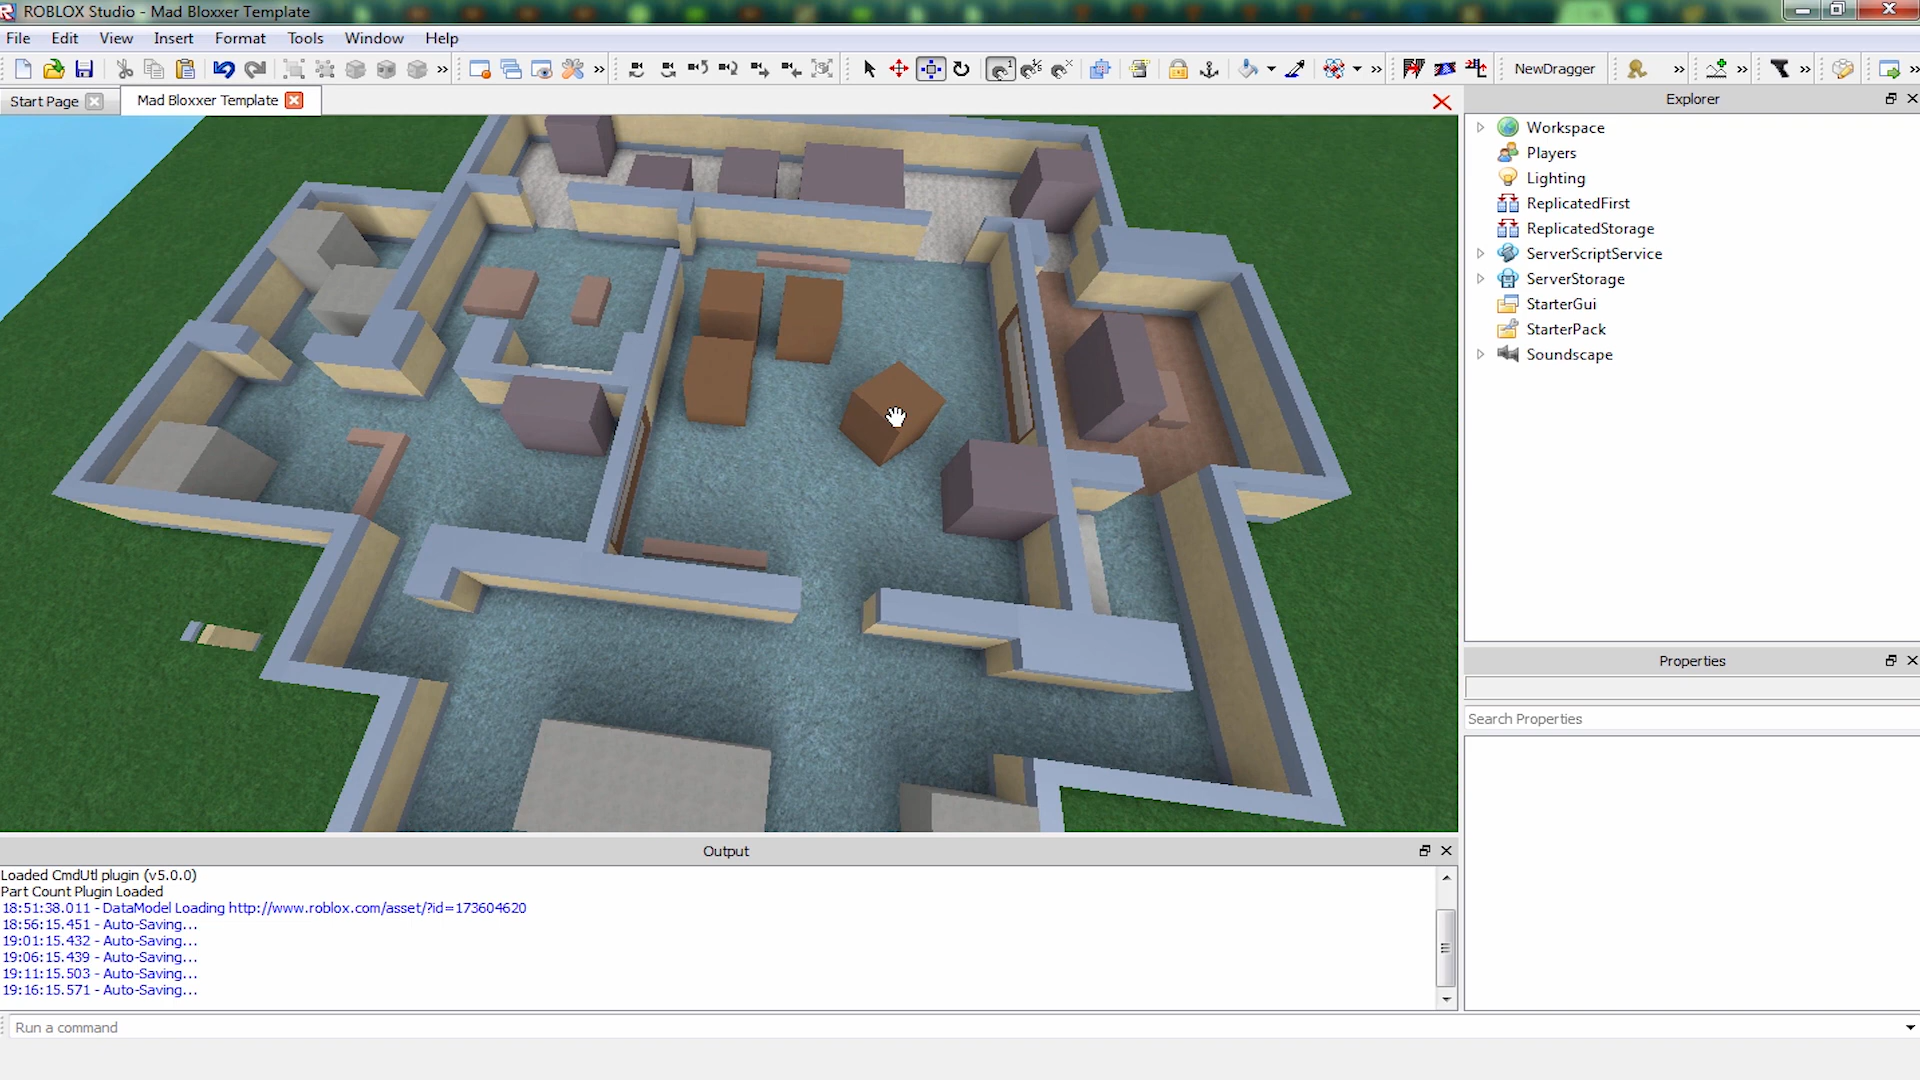 ROBLOX Studio - Mad Bloxxer Template
File Edit View Insert Format Tools Window Help
NewDragger
Start Page
Mad Bloxxer Template
Explorer
Workspace
Players
Lighting
ReplicatedFirst
ReplicatedStorage
ServerScriptService
ServerStorage
StarterGui
StarterPack
Soundscape
Properties
Search Properties
Output
Loaded CmdUtl plugin (v5.0.0)
Part Count Plugin Loaded
18:51:38.011 - DataModel Loading http://www.roblox.com/asset/?id=173604620
18:56:15.451 - Auto-Saving...
19:01:15.432 - Auto-Saving...
19:06:15.439 - Auto-Saving...
19:11:15.503 - Auto-Saving...
19:16:15.571 - Auto-Saving...
Run a command